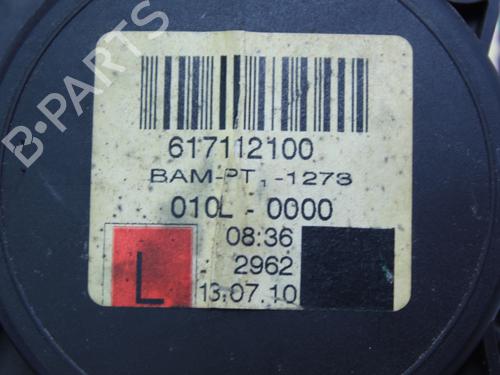 B-PARTS
617112100
BAM-PT1-1273
010L - 0000
08:36
2962
L
13.07.10